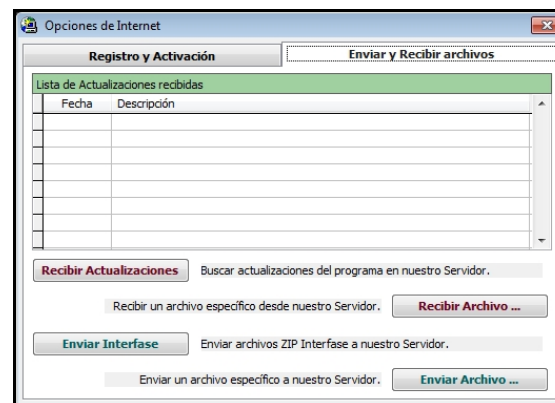 Opciones de Internet
Registro y Activación
Enviar y Recibir archivos
Lista de Actualizaciones recibidas
Fecha Descripción
Recibir Actualizaciones Buscar actualizaciones del programa en nuestro Servidor.
Recibir un archivo específico desde nuestro Servidor. Recibir Archivo ...
Enviar Interfase Enviar archivos ZIP Interfase a nuestro Servidor.
Enviar un archivo específico a nuestro Servidor. Enviar Archivo ...